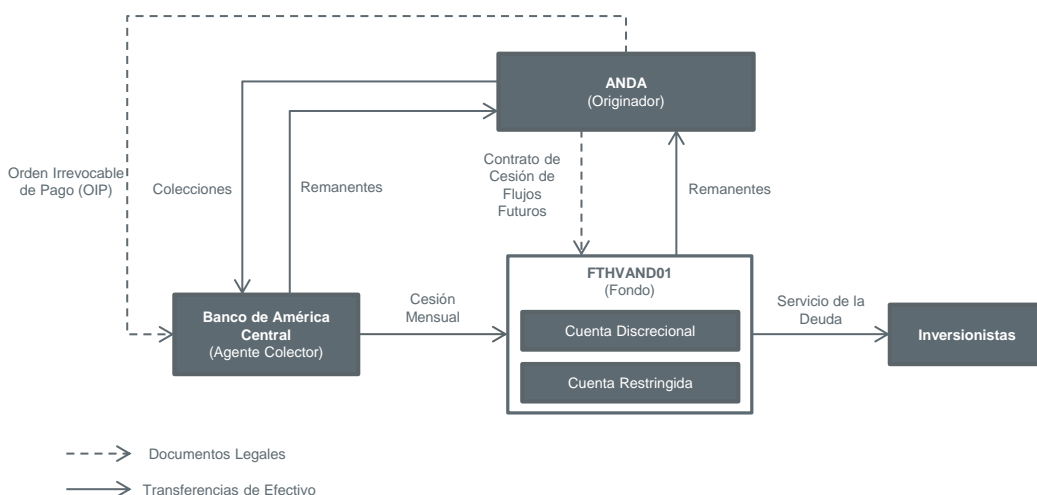 ANDA
(Originador)
Orden Irrevocable
de Pago (OIP)
Colecciones
Remanentes
Contrato de
Cesión de
Flujos
Futuros
Remanentes
FTHVAND01
(Fondo)
Cuenta Discrecional
Cuenta Restringida
Banco de América
Central
(Agente Colector)
Cesión
Mensual
Servicio de la
Deuda
Inversionistas
Documentos Legales
Transferencias de Efectivo